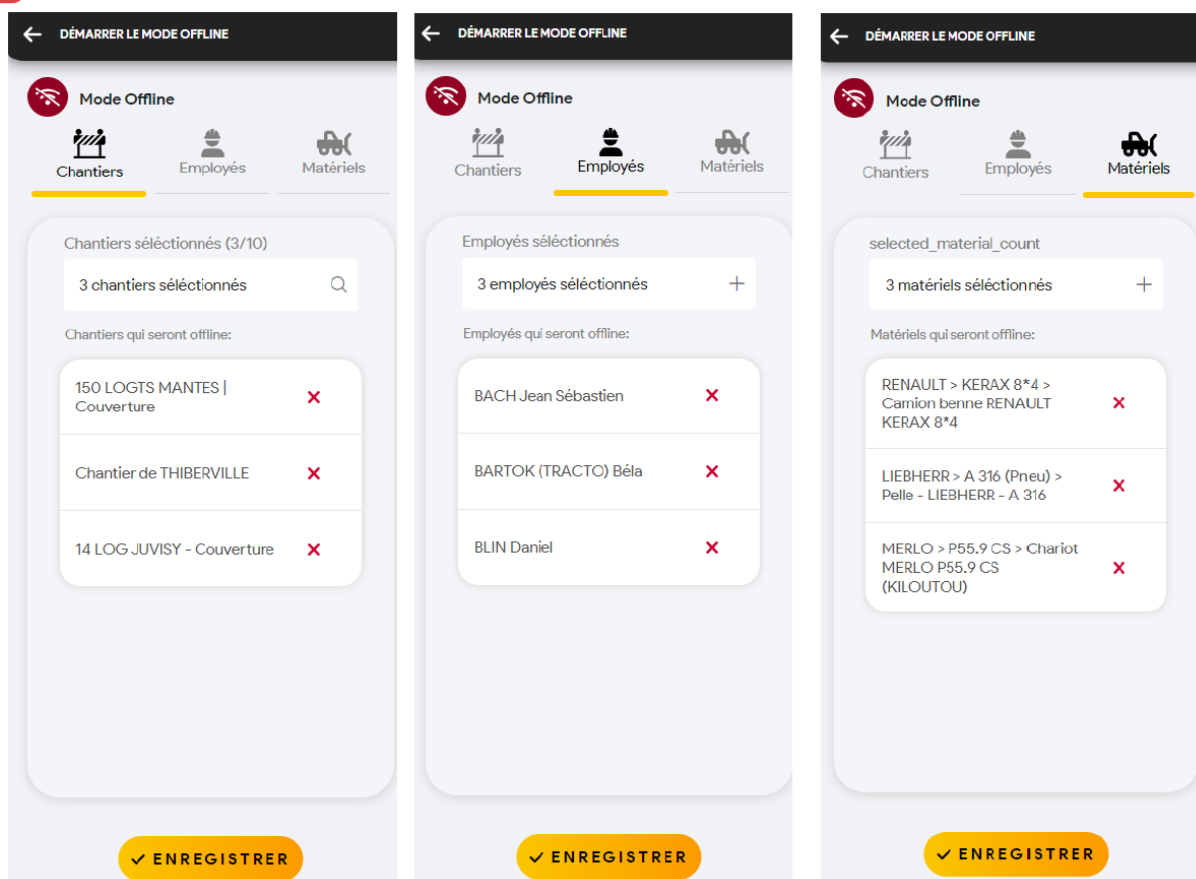 DÉMARRER LE MODE OFFLINE
Mode Offline
Chantiers
Employés
Matériels
Chantiers séléctionnés (3/10)
3 chantiers séléctionnés
Chantiers qui seront offline:
150 LOGTS MANTES |
Couverture
Chantier de THIBERVILLE
14 LOG JUVISY - Couverture
ENREGISTRER
DÉMARRER LE MODE OFFLINE
Mode Offline
Chantiers
Employés
Matériels
Employés séléctionnés
3 employés séléctionnés
Employés qui seront offline:
BACH Jean Sébastien
BARTOK (TRACTO) Béla
BLIN Daniel
ENREGISTRER
DÉMARRER LE MODE OFFLINE
Mode Offline
Chantiers
Employés
Matériels
selected_material_count
3 matériels séléctionnés
Matériels qui seront offline:
RENAULT > KERAX 8*4 >
Camion benne RENAULT
KERAX 8*4
LIEBHERR > A 316 (Pneu) >
Pelle - LIEBHERR - A 316
MERLO > P55.9 CS > Chariot
MERLO P55.9 CS
(KILOUTOU)
ENREGISTRER